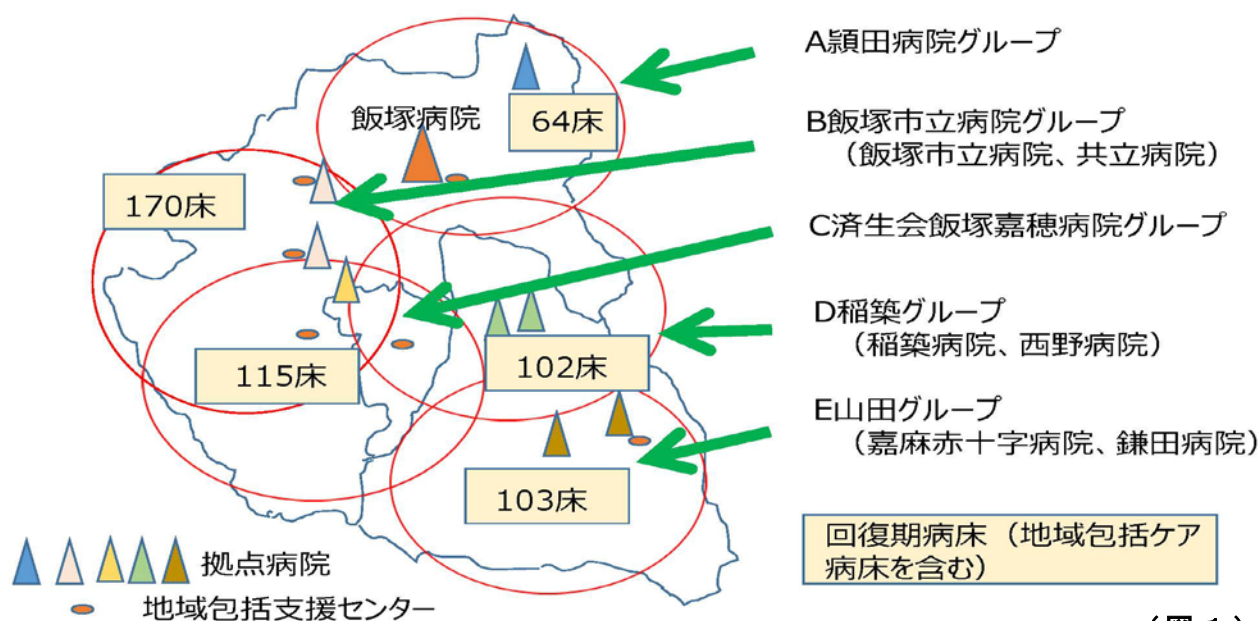 A頴田病院グループ
飯塚病院
64床
B飯塚市立病院グループ
（飯塚市立病院、共立病院）
170床
C済生会飯塚嘉穂病院グループ
D稲築グループ
（稲築病院、西野病院）
115床
102床
E山田グループ
（嘉麻赤十字病院、鎌田病院）
103床
回復期病床（地域包括ケア
病床を含む）
拠点病院
地域包括支援センター